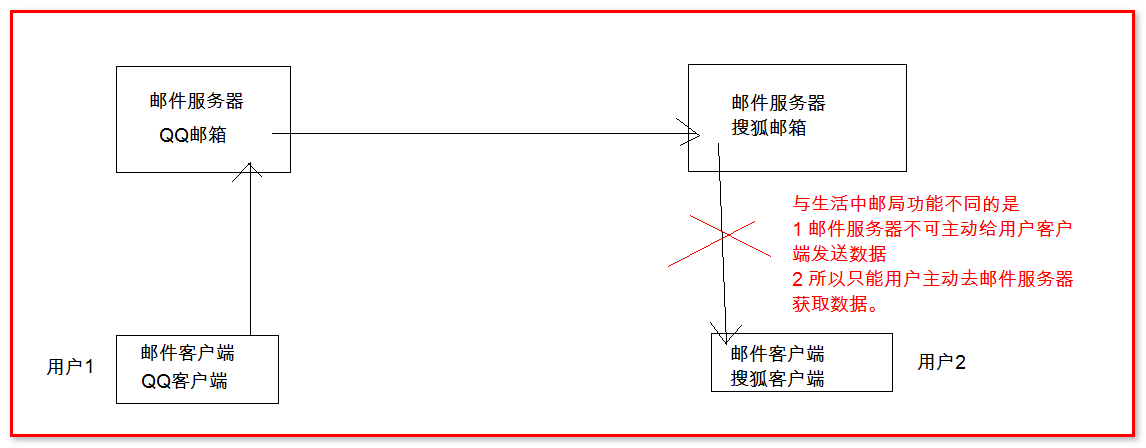 邮件服务器
QQ邮箱
邮件服务器
搜狐邮箱
与生活中邮局功能不同的是
1 邮件服务器不可主动给用户客户
端发送数据
2 所以只能用户主动去邮件服务器
获取数据。
用户1
邮件客户端
QQ客户端
邮件客户端
搜狐客户端
用户2